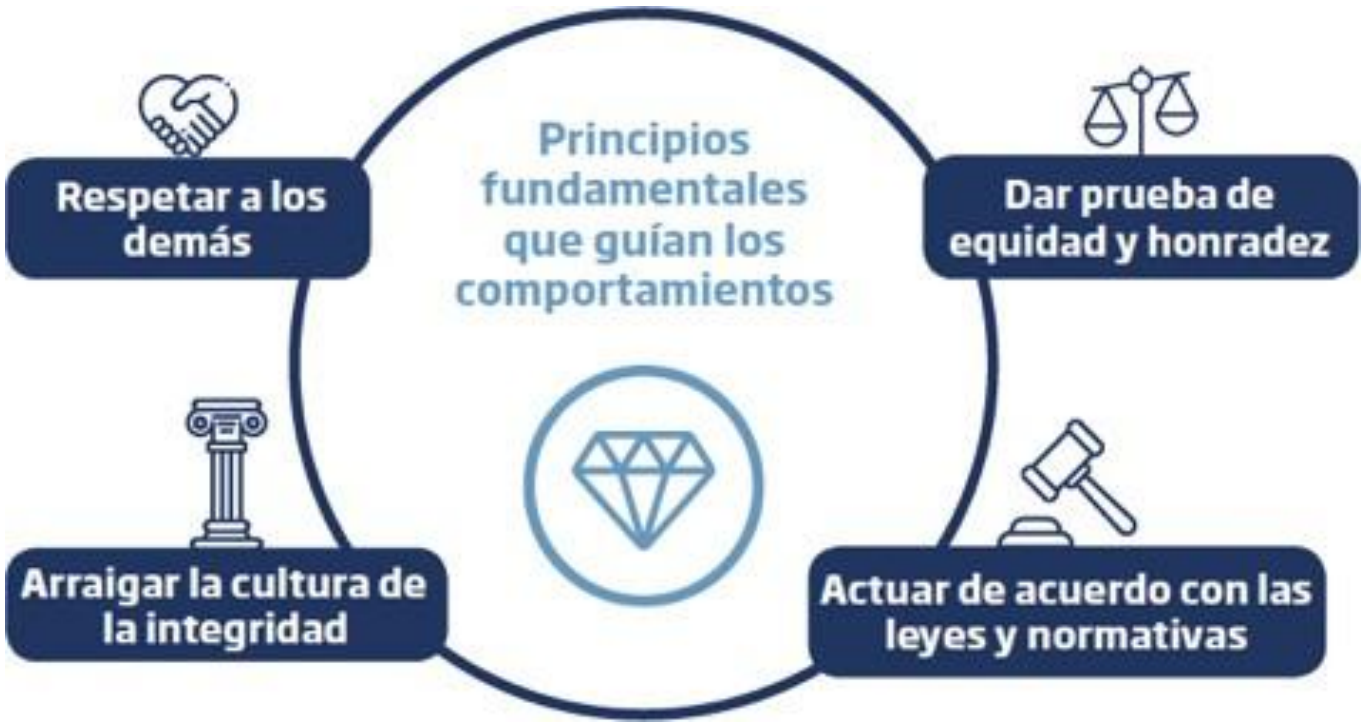 Principios
fundamentales
que guían los
comportamientos
Respetar a los
demás
Dar prueba de
equidad y honradez
Arraigar la cultura de
la integridad
Actuar de acuerdo con las
leyes y normativas